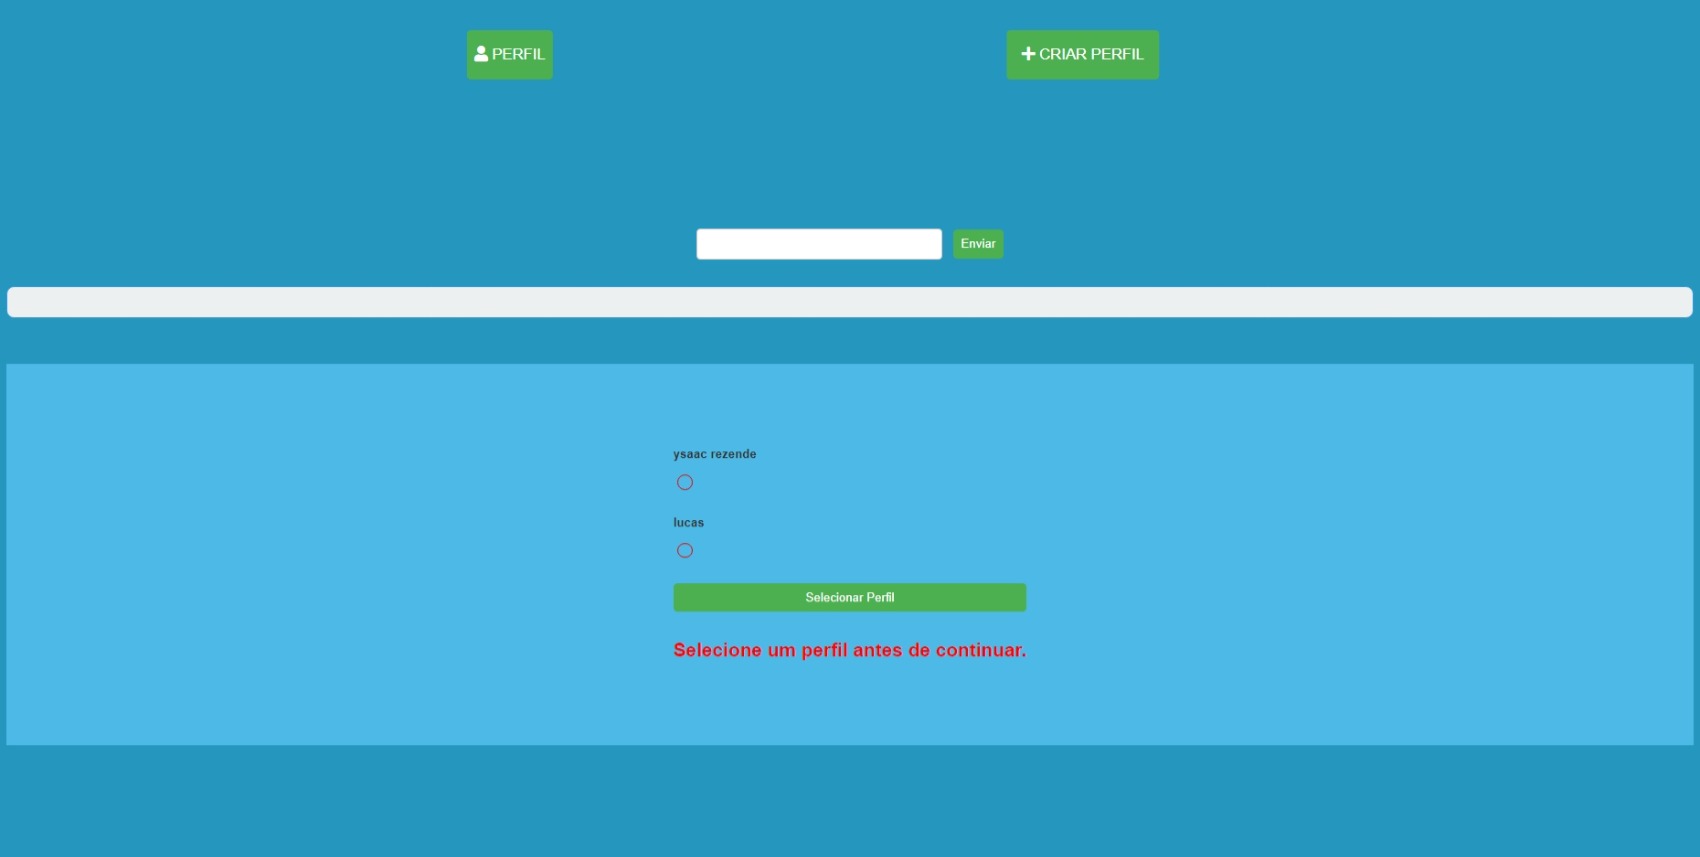 PERFIL
CRIAR PERFIL
Enviar
ysaac rezende
lucas
Selecionar Perfil
Selecione um perfil antes de continuar.